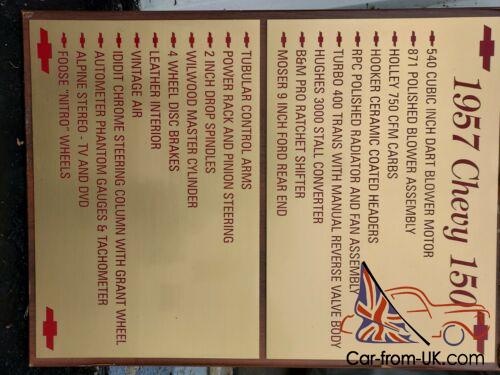 1957 Chevy 150
540 CUBIC INCH DART BLOWER MOTOR
871 POLISHED BLOWER ASSEMBLY
HOLLEY 750 CFM CARBS
HOOKER CERAMIC COATED HEADERS
RPC POLISHED RADIATOR AND FAN ASSEMBLY
TURBO 400 TRANS WITH MANUAL REVERSE VALVE BODY
HUGHES 3000 STALL CONVERTER
B&M PRO RATCHET SHIFTER
MOSER 9 INCH FORD REAR END
TUBULAR CONTROL ARMS
POWER RACK AND PINION STEERING
2 INCH DROP SPINDLES
WILWOOD MASTER CYLINDER
4 WHEEL DISC BRAKES
LEATHER INTERIOR
VINTAGE AIR
IDIDIT CHROME STEERING COLUMN WITH GRANT WHEEL
AUTOMETER PHANTOM GAUGES & TACHOMETER
ALPINE STEREO - TV AND DVD
FOOSE "NITRO" WHEELS
Car-from-UK.com